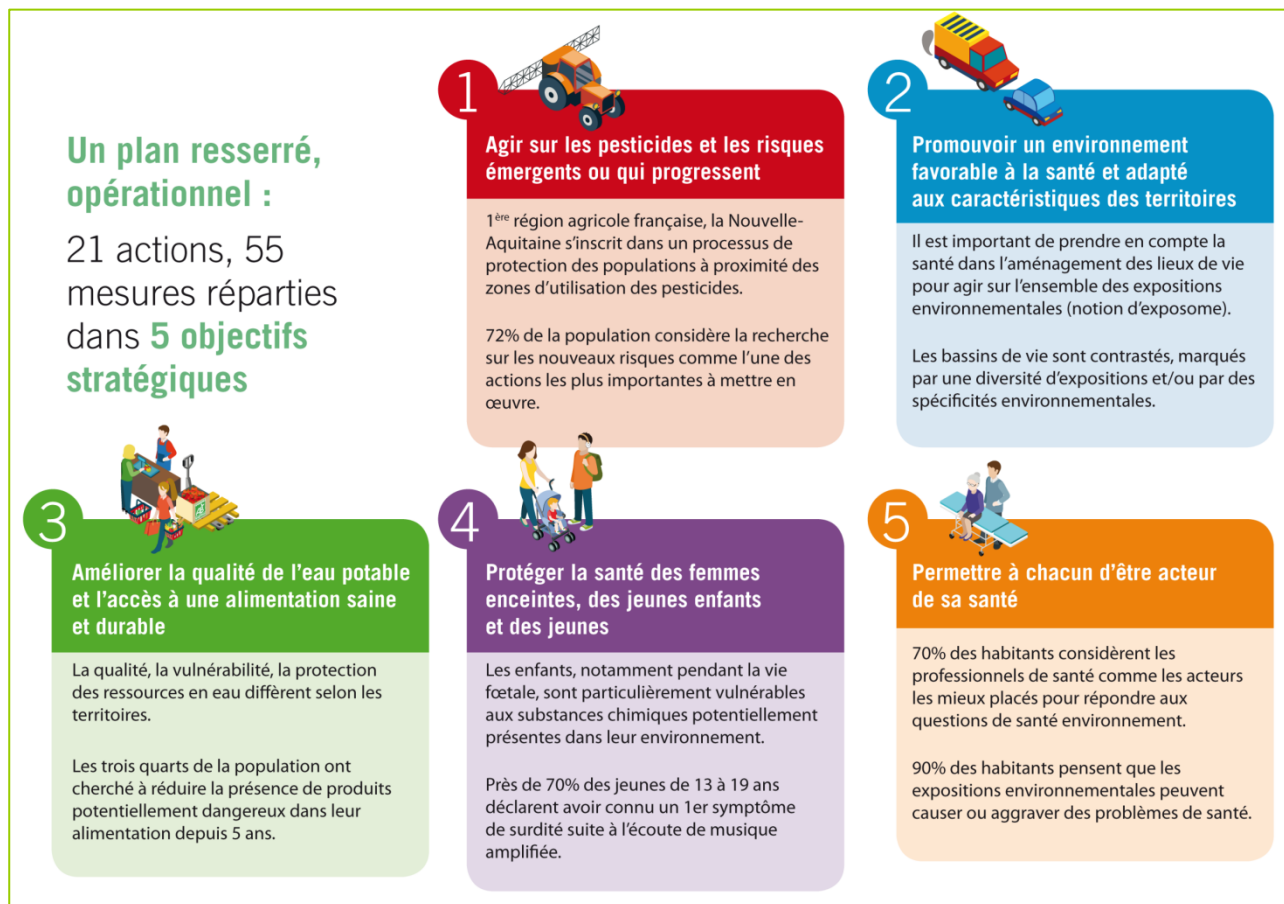 Un plan resserré,
opérationnel :
21 actions, 55
mesures réparties
dans 5 objectifs
stratégiques
1
Agir sur les pesticides et les risques
émergents ou qui progressent
1ère région agricole française, la Nouvelle-
Aquitaine s’inscrit dans un processus de
protection des populations à proximité des
zones d’utilisation des pesticides.
72% de la population considère la recherche
sur les nouveaux risques comme l’une des
actions les plus importantes à mettre en
œuvre.
2
Promouvoir un environnement
favorable à la santé et adapté
aux caractéristiques des territoires
Il est important de prendre en compte la
santé dans l’aménagement des lieux de vie
pour agir sur l’ensemble des expositions
environnementales (notion d’exposome).
Les bassins de vie sont contrastés, marqués
par une diversité d’expositions et/ou par des
spécificités environnementales.
3
Améliorer la qualité de l’eau potable
et l’accès à une alimentation saine
et durable
La qualité, la vulnérabilité, la protection
des ressources en eau diffèrent selon les
territoires.
Les trois quarts de la population ont
cherché à réduire la présence de produits
potentiellement dangereux dans leur
alimentation depuis 5 ans.
4
Protéger la santé des femmes
enceintes, des jeunes enfants
et des jeunes
Les enfants, notamment pendant la vie
fœtale, sont particulièrement vulnérables
aux substances chimiques potentiellement
présentes dans leur environnement.
Près de 70% des jeunes de 13 à 19 ans
déclarent avoir connu un 1er symptôme
de surdité suite à l’écoute de musique
amplifiée.
5
Permettre à chacun d’être acteur
de sa santé
70% des habitants considèrent les
professionnels de santé comme les acteurs
les mieux placés pour répondre aux
questions de santé environnement.
90% des habitants pensent que les
expositions environnementales peuvent
causer ou aggraver des problèmes de santé.